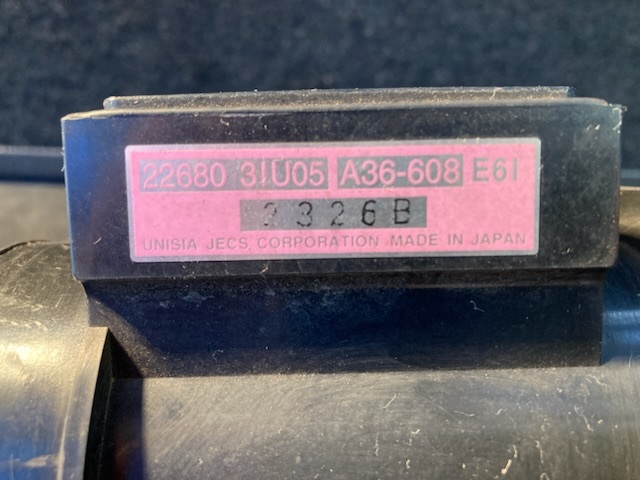 22680 31U05 A36-608 E61
2326B
UNISIA JECS CORPORATION MADE IN JAPAN